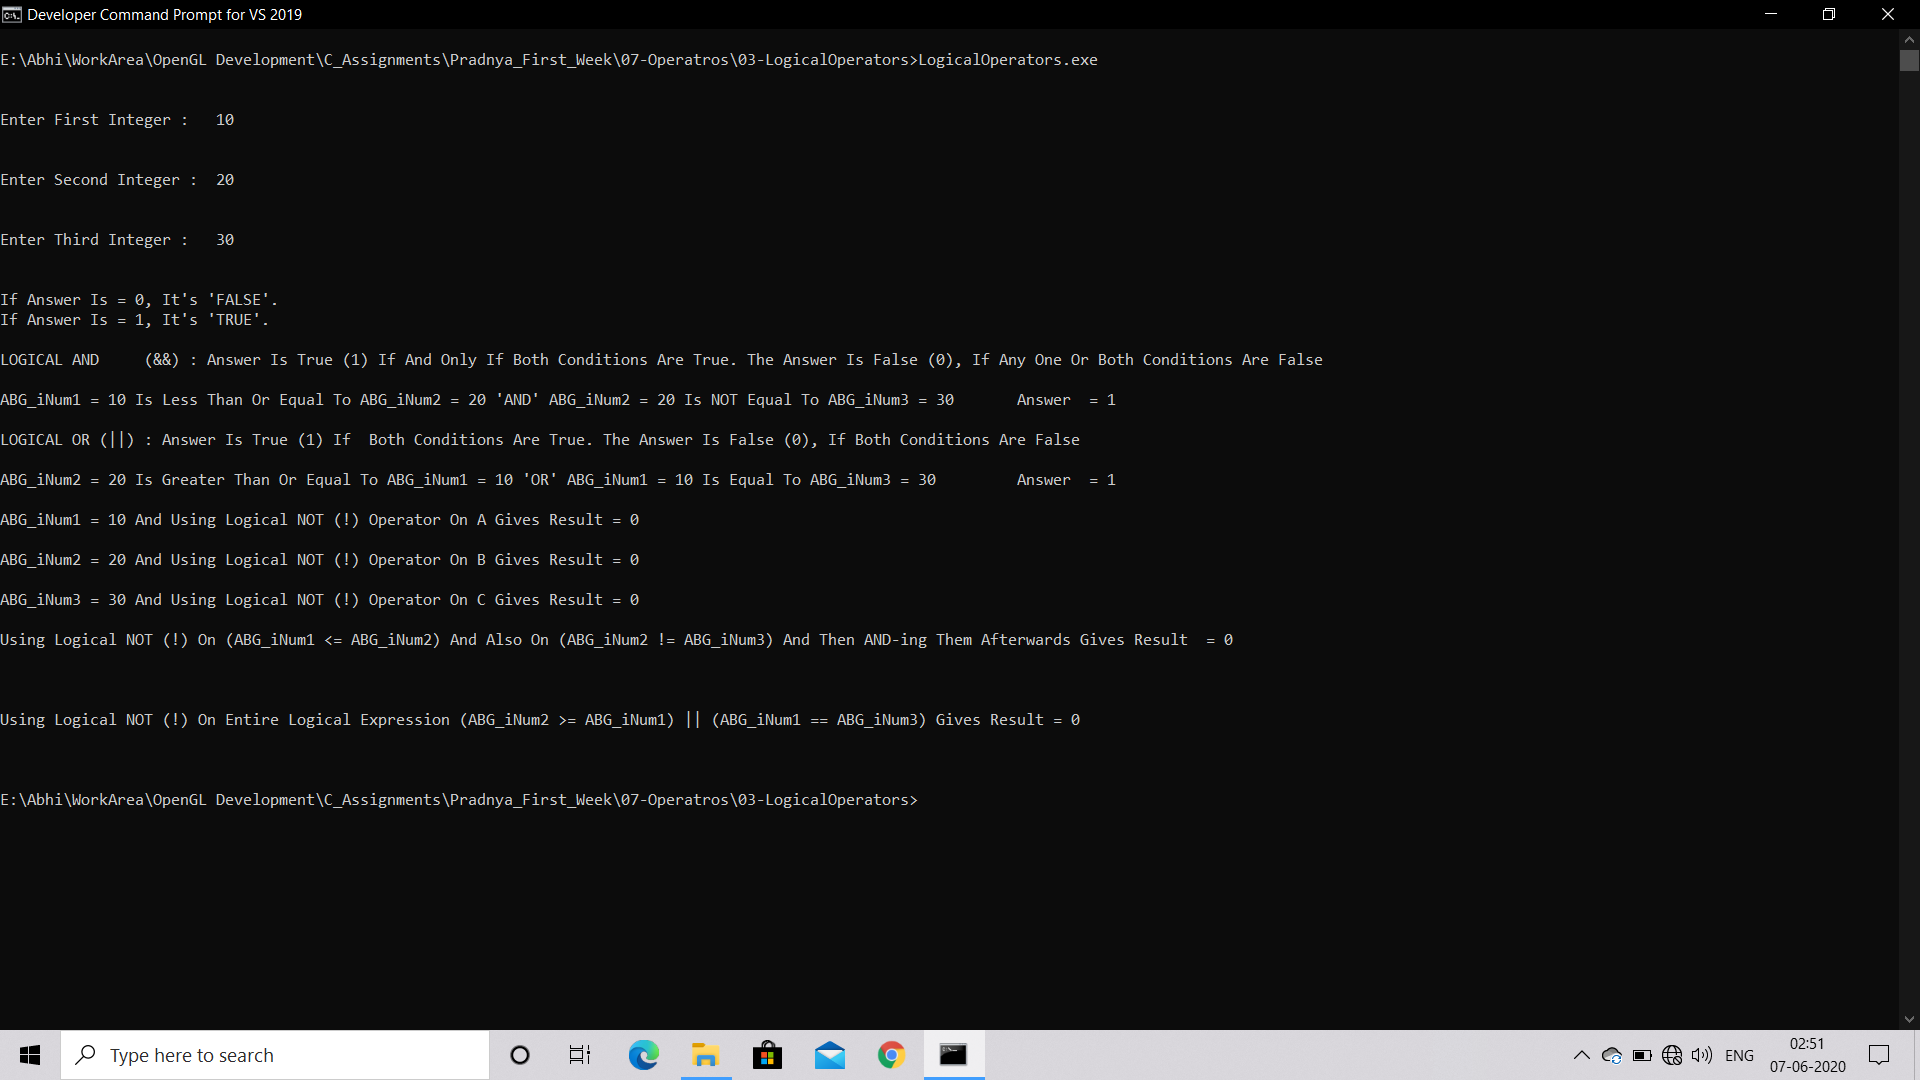 Developer Command Prompt for VS 2019
E:\Abhi\WorkArea\OpenGL Development\C_Assignments\Pradnya_First_Week\07-Operatros\03-LogicalOperators>LogicalOperators.exe
Enter First Integer :   10
Enter Second Integer :  20
Enter Third Integer :   30
If Answer Is = 0, It's 'FALSE'.
If Answer Is = 1, It's 'TRUE'.
LOGICAL AND     (&&) : Answer Is True (1) If And Only If Both Conditions Are True. The Answer Is False (0), If Any One Or Both Conditions Are False
ABG_iNum1 = 10 Is Less Than Or Equal To ABG_iNum2 = 20 'AND' ABG_iNum2 = 20 Is NOT Equal To ABG_iNum3 = 30       Answer  = 1
LOGICAL OR (||) : Answer Is True (1) If  Both Conditions Are True. The Answer Is False (0), If Both Conditions Are False
ABG_iNum2 = 20 Is Greater Than Or Equal To ABG_iNum1 = 10 'OR' ABG_iNum1 = 10 Is Equal To ABG_iNum3 = 30         Answer  = 1
ABG_iNum1 = 10 And Using Logical NOT (!) Operator On A Gives Result = 0
ABG_iNum2 = 20 And Using Logical NOT (!) Operator On B Gives Result = 0
ABG_iNum3 = 30 And Using Logical NOT (!) Operator On C Gives Result = 0
Using Logical NOT (!) On (ABG_iNum1 <= ABG_iNum2) And Also On (ABG_iNum2 != ABG_iNum3) And Then AND-ing Them Afterwards Gives Result  = 0
Using Logical NOT (!) On Entire Logical Expression (ABG_iNum2 >= ABG_iNum1) || (ABG_iNum1 == ABG_iNum3) Gives Result = 0
E:\Abhi\WorkArea\OpenGL Development\C_Assignments\Pradnya_First_Week\07-Operatros\03-LogicalOperators>
Type here to search
ENG
02:51
07-06-2020